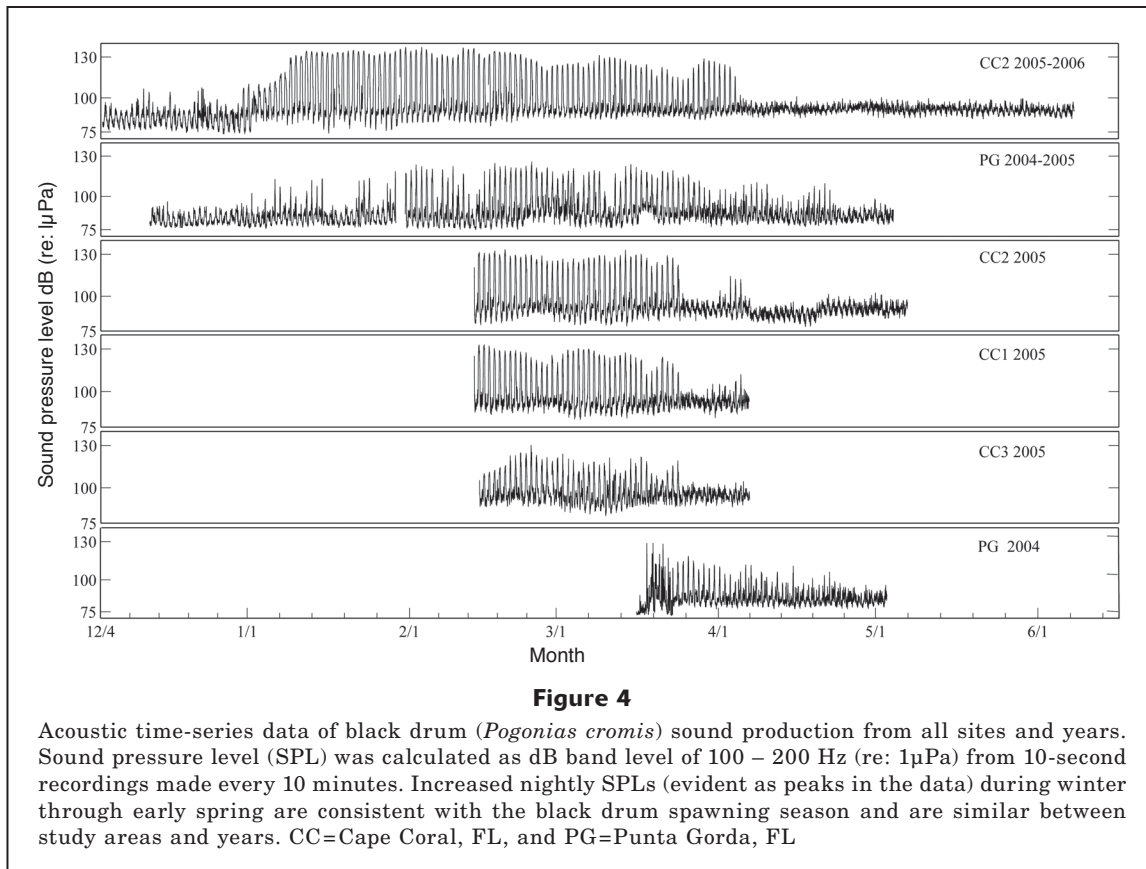 130
100
75
CC2 2005-2006
130
100
75
PG 2004-2005
130
100
75
CC2 2005
130
100
75
CC1 2005
130
100
75
CC3 2005
130
100
75
PG 2004
Sound pressure level dB (re: lµPa)
12/4 1/1 2/1 3/1 4/1 5/1 6/1
Month
Figure 4
Acoustic time-series data of black drum (Pogonias cromis) sound production from all sites and years.
Sound pressure level (SPL) was calculated as dB band level of 100 – 200 Hz (re: 1µPa) from 10-second
recordings made every 10 minutes. Increased nightly SPLs (evident as peaks in the data) during winter
through early spring are consistent with the black drum spawning season and are similar between
study areas and years. CC=Cape Coral, FL, and PG=Punta Gorda, FL